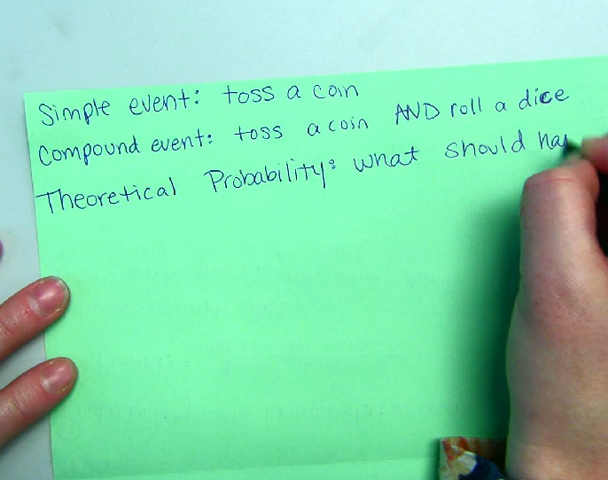 Simple event: toss a coin
Compound event: toss a coin AND roll a dice
Theoretical Probability: what should